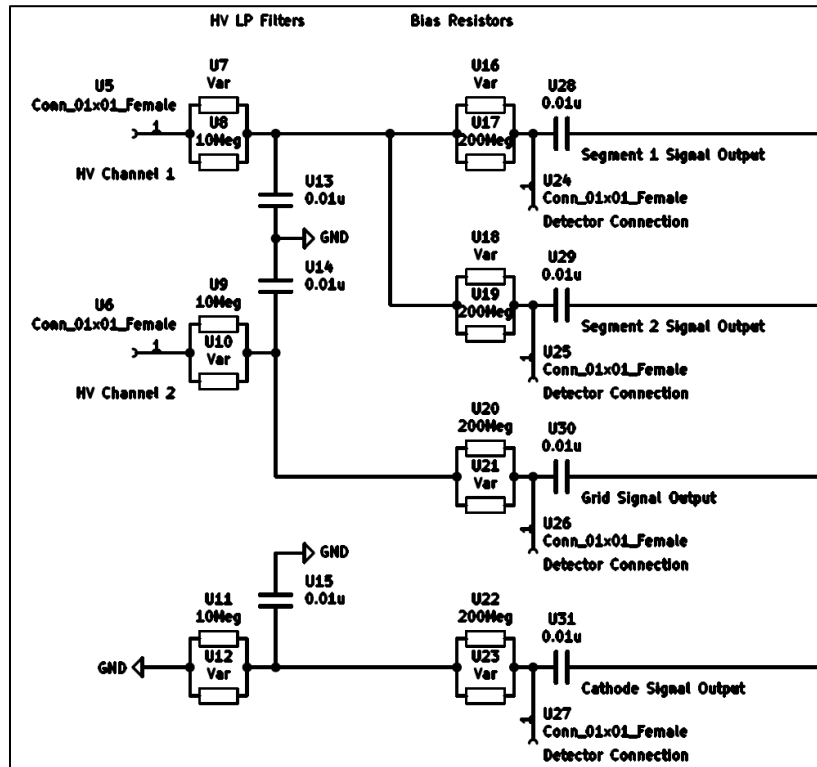 HV LP Filters
Bias Resistors
U7
Var
U5
Conn_01x01_Female
1
U8
10Meg
HV Channel 1
U16
Var
U17
200Meg
U28
0.01u
Segment 1 Signal Output
1
U24
Conn_01x01_Female
Detector Connection
U13
0.01u
GND
U14
0.01u
U18
Var
U19
200Meg
U29
0.01u
Segment 2 Signal Output
1
U25
Conn_01x01_Female
Detector Connection
U9
10Meg
U6
Conn_01x01_Female
1
U10
Var
HV Channel 2
U20
200Meg
U21
Var
U30
0.01u
Grid Signal Output
1
U26
Conn_01x01_Female
Detector Connection
GND
U15
0.01u
U11
10Meg
GND
U12
Var
U22
200Meg
U23
Var
U31
0.01u
Cathode Signal Output
1
U27
Conn_01x01_Female
Detector Connection